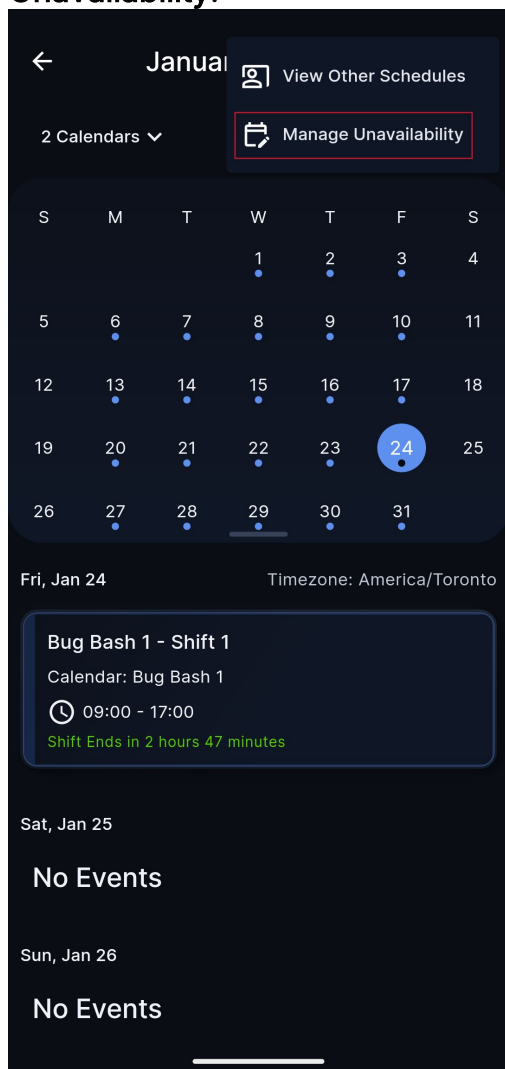 Januar
View Other Schedules
2 Calendars
Manage Unavailability
S M T W T F S
1 2 3 4
5 6 7 8 9 10 11
12 13 14 15 16 17 18
19 20 21 22 23 24 25
26 27 28 29 30 31
Fri, Jan 24 Timezone: America/Toronto
Bug Bash 1 - Shift 1
Calendar: Bug Bash 1
09:00 - 17:00
Shift Ends in 2 hours 47 minutes
Sat, Jan 25
No Events
Sun, Jan 26
No Events